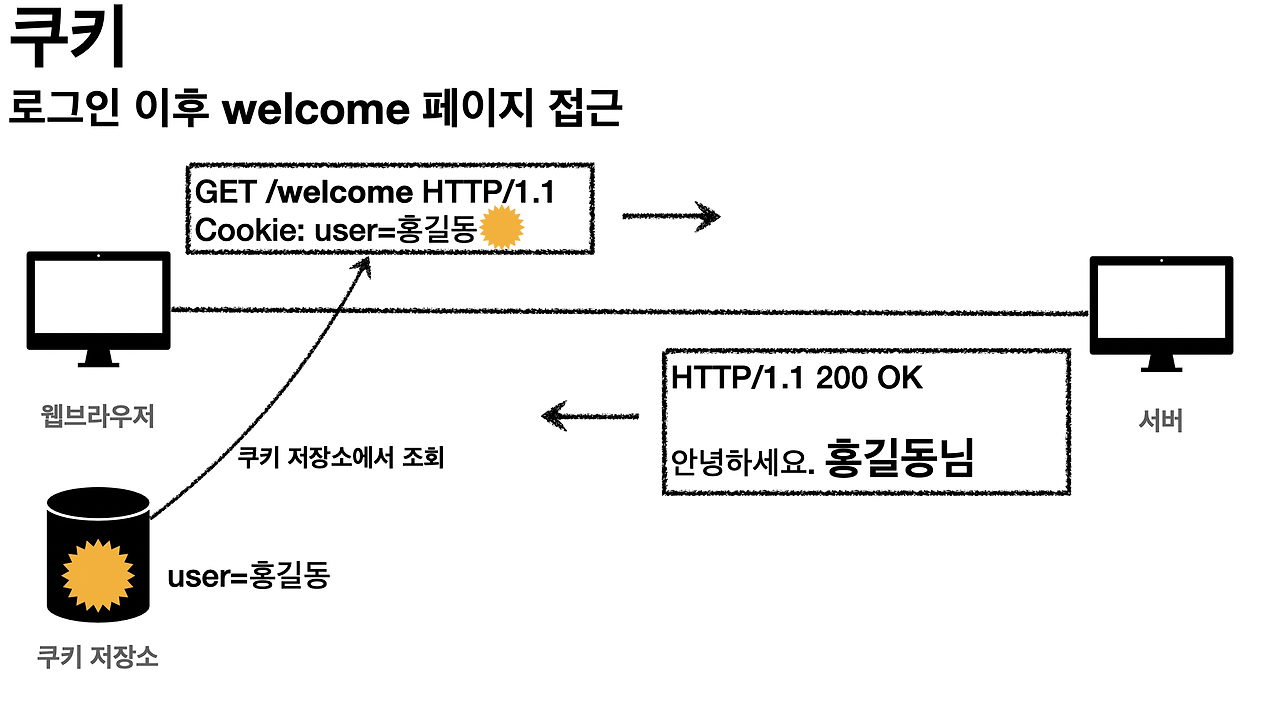 쿠키
로그인 이후 welcome 페이지 접근
GET /welcome HTTP/1.1
Cookie: user=홍길동
웹브라우저
HTTP/1.1 200 OK
안녕하세요. 홍길동님
서버
쿠키 저장소에서 조회
user=홍길동
쿠키 저장소